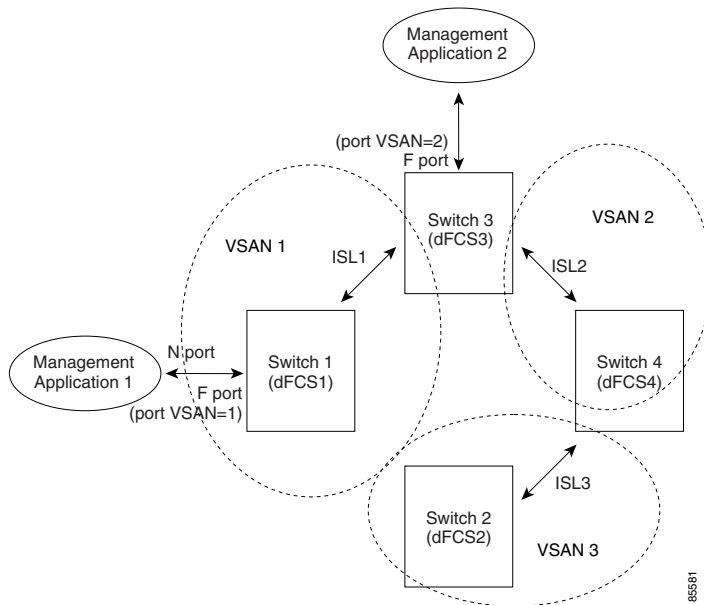 Management
Application 2
(port VSAN=2)
F port
Switch 3
(dFCS3)
VSAN 2
VSAN 1
ISL1
ISL2
Management
Application 1
N port
F port
(port VSAN=1)
Switch 1
(dFCS1)
Switch 4
(dFCS4)
ISL3
Switch 2
(dFCS2)
VSAN 3
85581